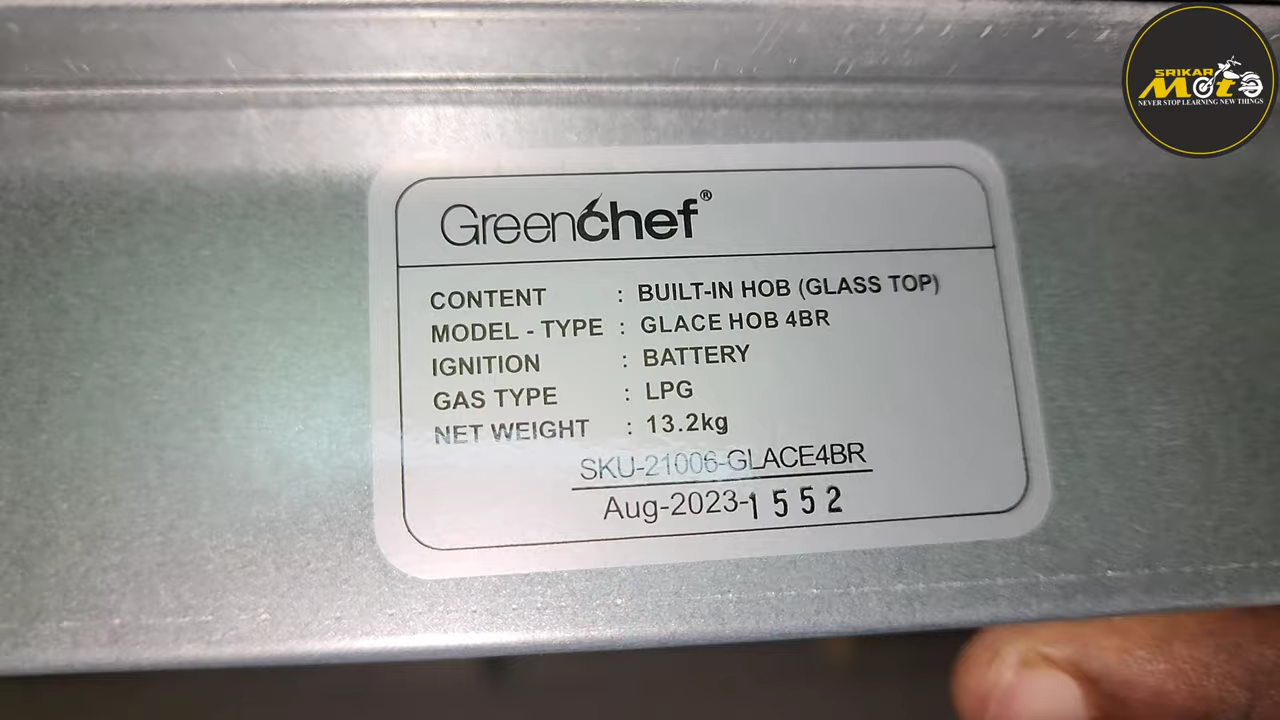 SRIKAR
Moto
NEVER STOP LEARNING NEW THINGS
Greenchef®
CONTENT : BUILT-IN HOB (GLASS TOP)
MODEL - TYPE : GLACE HOB 4BR
IGNITION : BATTERY
GAS TYPE : LPG
NET WEIGHT : 13.2kg
SKU-21006-GLACE4BR
Aug-2023-1552